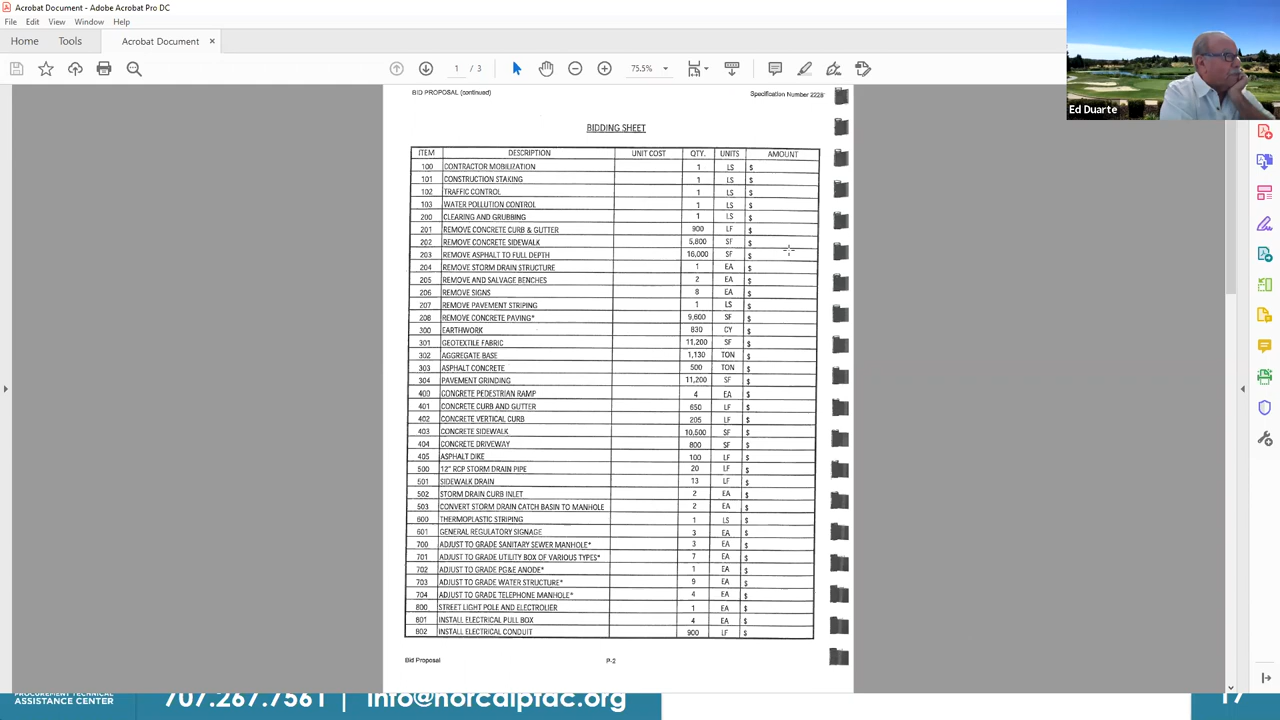 Acrobat Document - Adobe Acrobat Pro DC
File Edit View Window Help
Home Tools Acrobat Document ×
1 / 3 75.5%
Ed Duarte
BID PROPOSAL (continued) Specification Number 2228
BIDDING SHEET
ITEM DESCRIPTION UNIT COST QTY. UNITS AMOUNT
100 CONTRACTOR MOBILIZATION 1 LS $
101 CONSTRUCTION STAKING 1 LS $
102 TRAFFIC CONTROL 1 LS $
103 WATER POLLUTION CONTROL 1 LS $
200 CLEARING AND GRUBBING 1 LS $
201 REMOVE CONCRETE CURB & GUTTER 900 LF $
202 REMOVE CONCRETE SIDEWALK 5,800 SF $
203 REMOVE ASPHALT TO FULL DEPTH 16,000 SF $
204 REMOVE STORM DRAIN STRUCTURE 1 EA $
205 REMOVE AND SALVAGE BENCHES 2 EA $
206 REMOVE SIGNS 8 EA $
207 REMOVE PAVEMENT STRIPING 1 LS $
208 REMOVE CONCRETE PAVING* 9,600 SF $
300 EARTHWORK 830 CY $
301 GEOTEXTILE FABRIC 11,200 SF $
302 AGGREGATE BASE 1,130 TON $
303 ASPHALT CONCRETE 500 TON $
304 PAVEMENT GRINDING 11,200 SF $
400 CONCRETE PEDESTRIAN RAMP 4 EA $
401 CONCRETE CURB AND GUTTER 650 LF $
402 CONCRETE VERTICAL CURB 205 LF $
403 CONCRETE SIDEWALK 10,500 SF $
404 CONCRETE DRIVEWAY 800 SF $
405 ASPHALT DIKE 100 LF $
500 12" RCP STORM DRAIN PIPE 20 LF $
501 SIDEWALK DRAIN 13 LF $
502 STORM DRAIN CURB INLET 2 EA $
503 CONVERT STORM DRAIN CATCH BASIN TO MANHOLE 2 EA $
600 THERMOPLASTIC STRIPING 1 LS $
601 GENERAL REGULATORY SIGNAGE 3 EA $
700 ADJUST TO GRADE SANITARY SEWER MANHOLE* 3 EA $
701 ADJUST TO GRADE UTILITY BOX OF VARIOUS TYPES* 7 EA $
702 ADJUST TO GRADE PG&E ANODE* 1 EA $
703 ADJUST TO GRADE WATER STRUCTURE* 9 EA $
704 ADJUST TO GRADE TELEPHONE MANHOLE* 4 EA $
800 STREET LIGHT POLE AND ELECTROLIER 1 EA $
801 INSTALL ELECTRICAL PULL BOX 4 EA $
802 INSTALL ELECTRICAL CONDUIT 900 LF $
Bid Proposal P-2
PROCUREMENT TECHNICAL
ASSISTANCE CENTER
707.267.7561 info@norcalptac.org 17